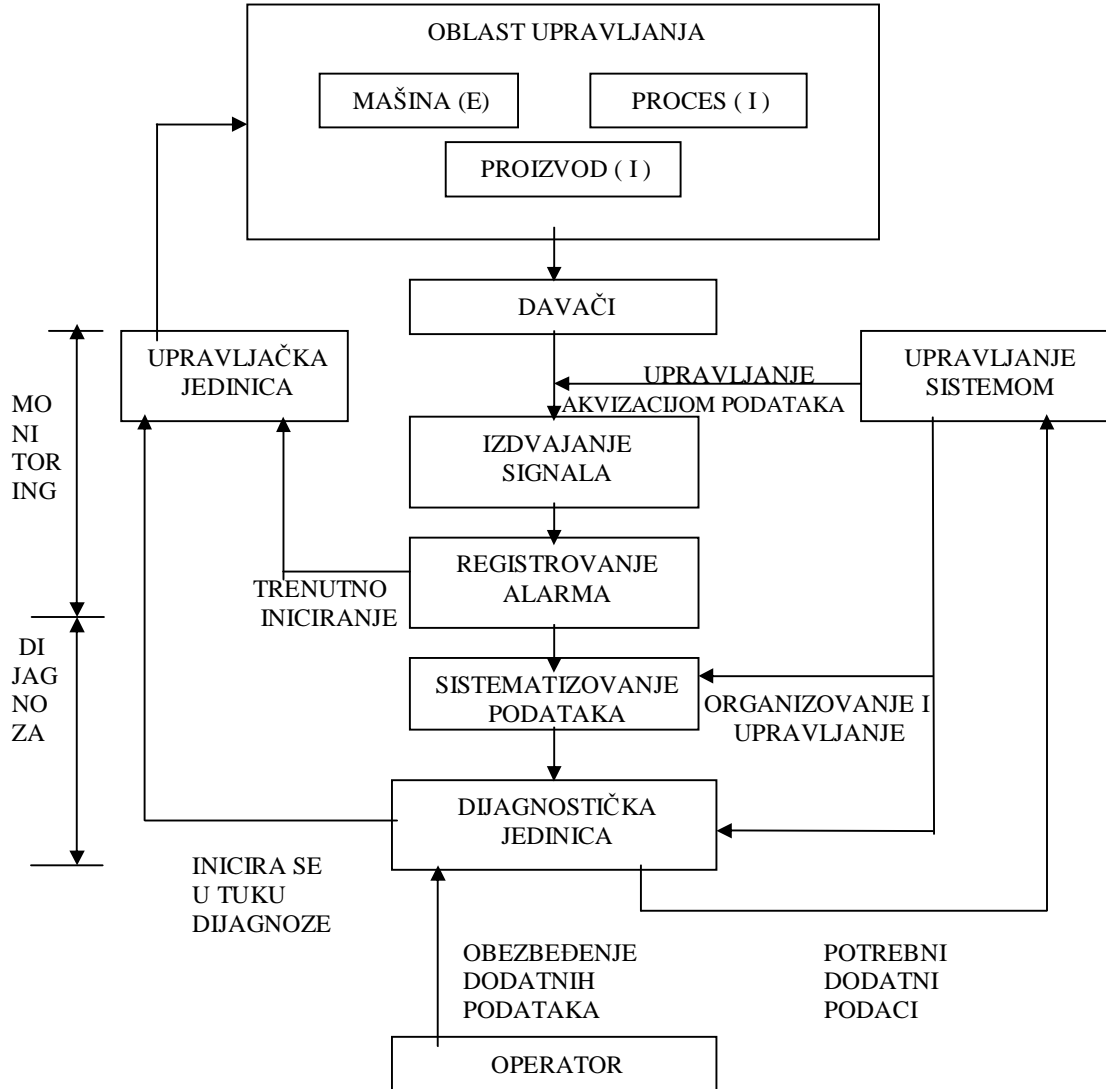 OBLAST UPRAVLJANJA
MAŠINA (E)
PROCES ( I )
PROIZVOD ( I )
DAVAČI
UPRAVLJAČKA
JEDINICA
UPRAVLJANJE
SISTEMOM
UPRAVLJANJE
AKVIZACIJOM PODATAKA
MO
NI
TOR
ING
IZDVAJANJE
SIGNALA
REGISTROVANJE
ALARMA
TRENUTNO
INICIRANJE
DI
JAG
NO
ZA
SISTEMATIZOVANJE
PODATAKA
ORGANIZOVANJE I
UPRAVLJANJE
DIJAGNOSTIČKA
JEDINICA
INICIRA SE
U TUKU
DIJAGNOZE
OBEZBEĐENJE
DODATNIH
PODATAKA
POTREBNI
DODATNI
PODACI
OPERATOR